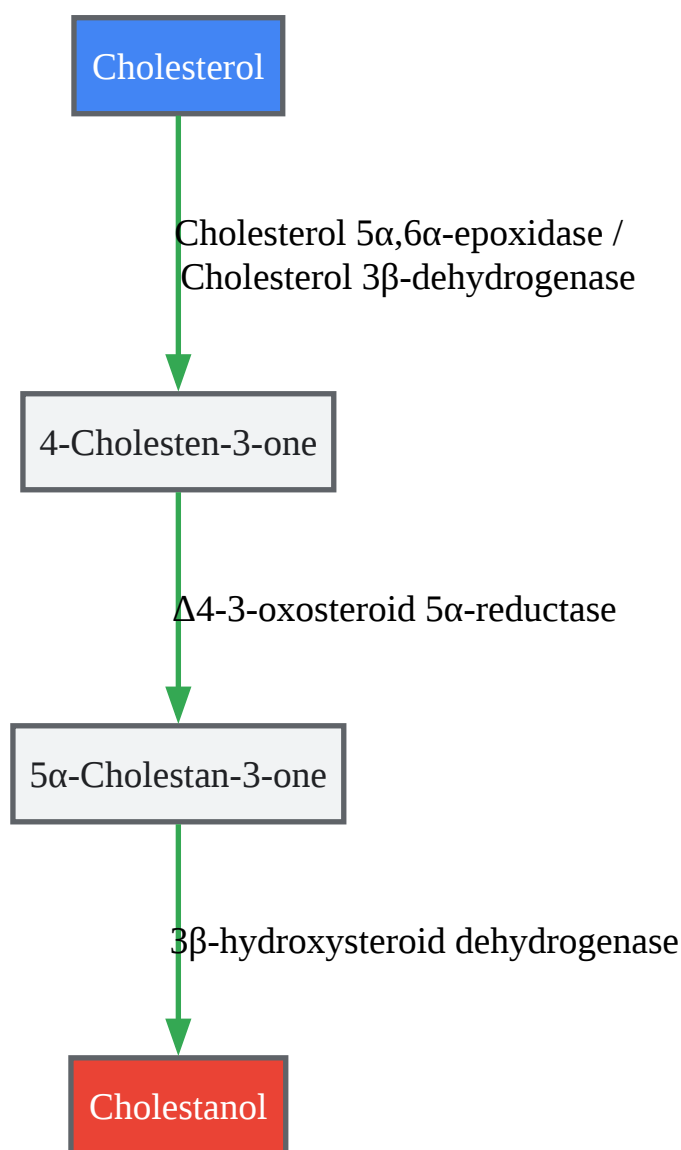 Cholesterol
Cholesterol 5α,6α-epoxidase /
Cholesterol 3β-dehydrogenase
4-Cholesten-3-one
Δ4-3-oxosteroid 5α-reductase
5α-Cholestan-3-one
3β-hydroxysteroid dehydrogenase
Cholestanol